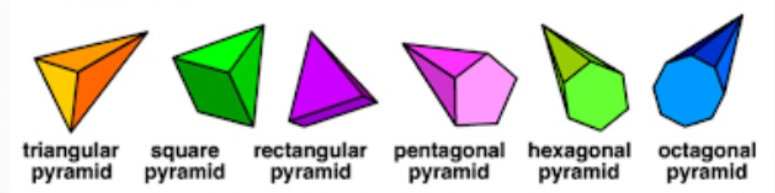 triangular pyramid
square pyramid
rectangular pyramid
pentagonal pyramid
hexagonal pyramid
octagonal pyramid